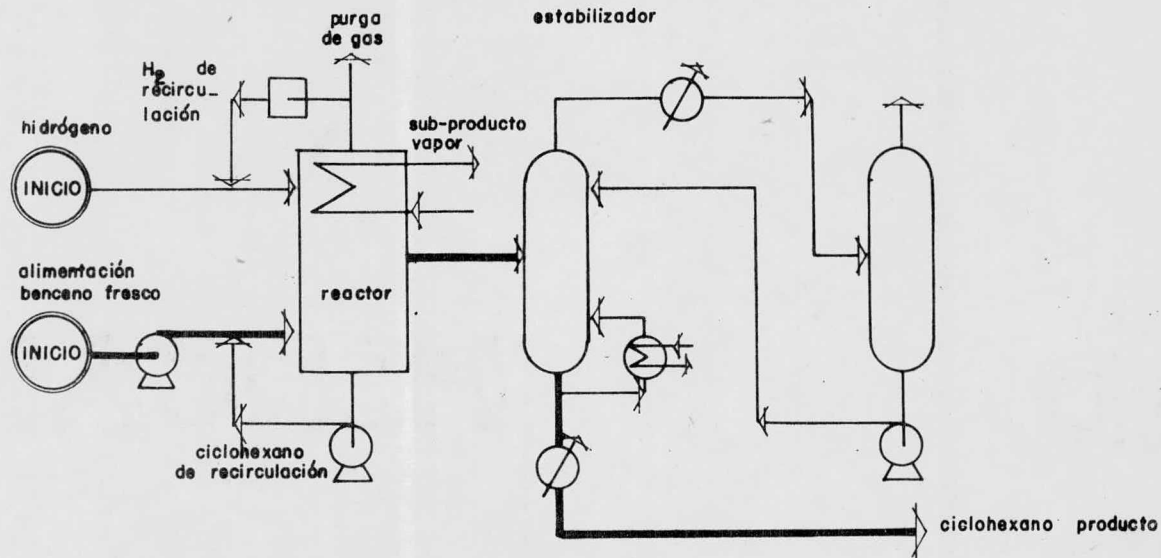 purga
de gas
estabilizador
H2 de
recircu_
lación
hidrógeno
sub-producto
vapor
INICIO
alimentación
benceno fresco
reactor
INICIO
ciclohexano
de recirculación
ciclohexano producto